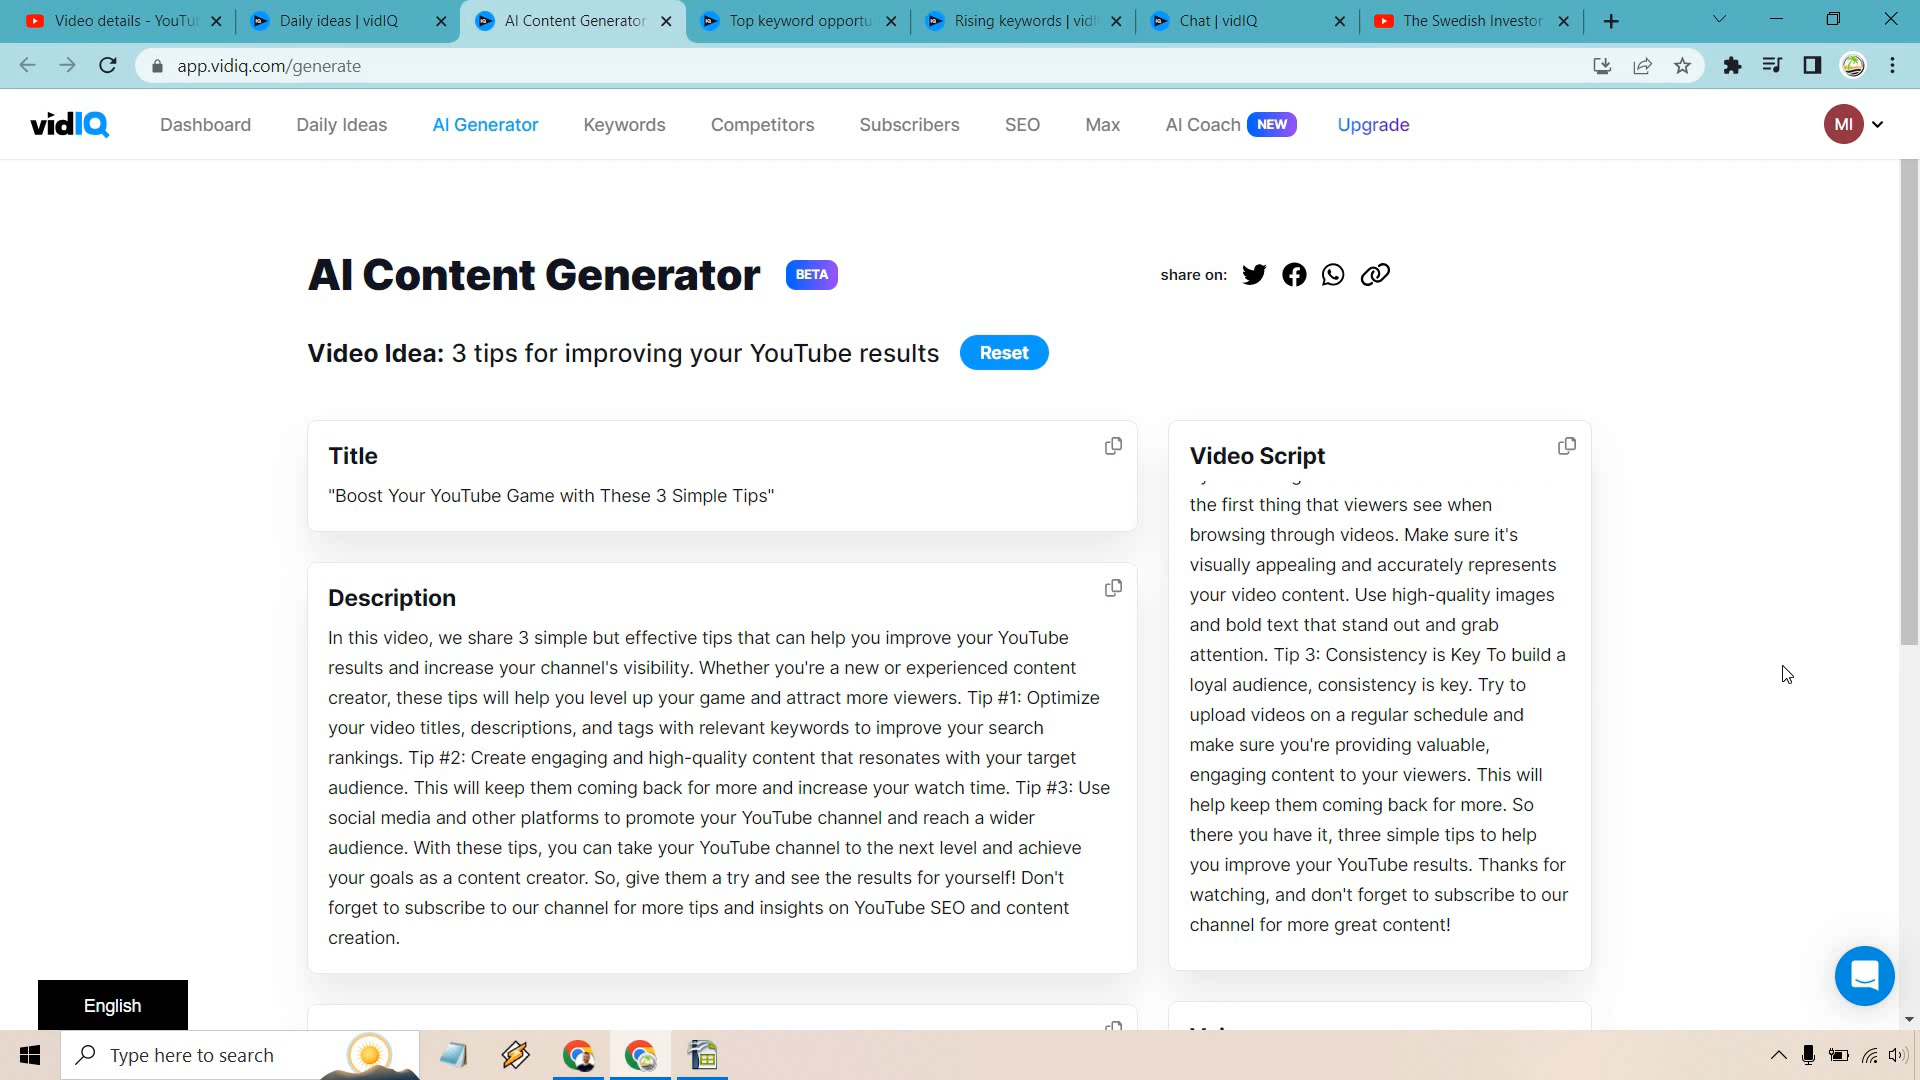 Video details - YouTu
Daily ideas | vidIQ
AI Content Generator
Top keyword opportu
Rising keywords | vidI
Chat | vidIQ
The Swedish Investor
app.vidiq.com/generate
vidIQ
Dashboard
Daily Ideas
AI Generator
Keywords
Competitors
Subscribers
SEO
Max
AI Coach NEW
Upgrade
MI
AI Content Generator BETA
share on:
Video Idea: 3 tips for improving your YouTube results
Reset
Title
"Boost Your YouTube Game with These 3 Simple Tips"
Description
In this video, we share 3 simple but effective tips that can help you improve your YouTube
results and increase your channel's visibility. Whether you're a new or experienced content
creator, these tips will help you level up your game and attract more viewers. Tip #1: Optimize
your video titles, descriptions, and tags with relevant keywords to improve your search
rankings. Tip #2: Create engaging and high-quality content that resonates with your target
audience. This will keep them coming back for more and increase your watch time. Tip #3: Use
social media and other platforms to promote your YouTube channel and reach a wider
audience. With these tips, you can take your YouTube channel to the next level and achieve
your goals as a content creator. So, give them a try and see the results for yourself! Don't
forget to subscribe to our channel for more tips and insights on YouTube SEO and content
creation.
Video Script
the first thing that viewers see when
browsing through videos. Make sure it's
visually appealing and accurately represents
your video content. Use high-quality images
and bold text that stand out and grab
attention. Tip 3: Consistency is Key To build a
loyal audience, consistency is key. Try to
upload videos on a regular schedule and
make sure you're providing valuable,
engaging content to your viewers. This will
help keep them coming back for more. So
there you have it, three simple tips to help
you improve your YouTube results. Thanks for
watching, and don't forget to subscribe to our
channel for more great content!
English
Type here to search